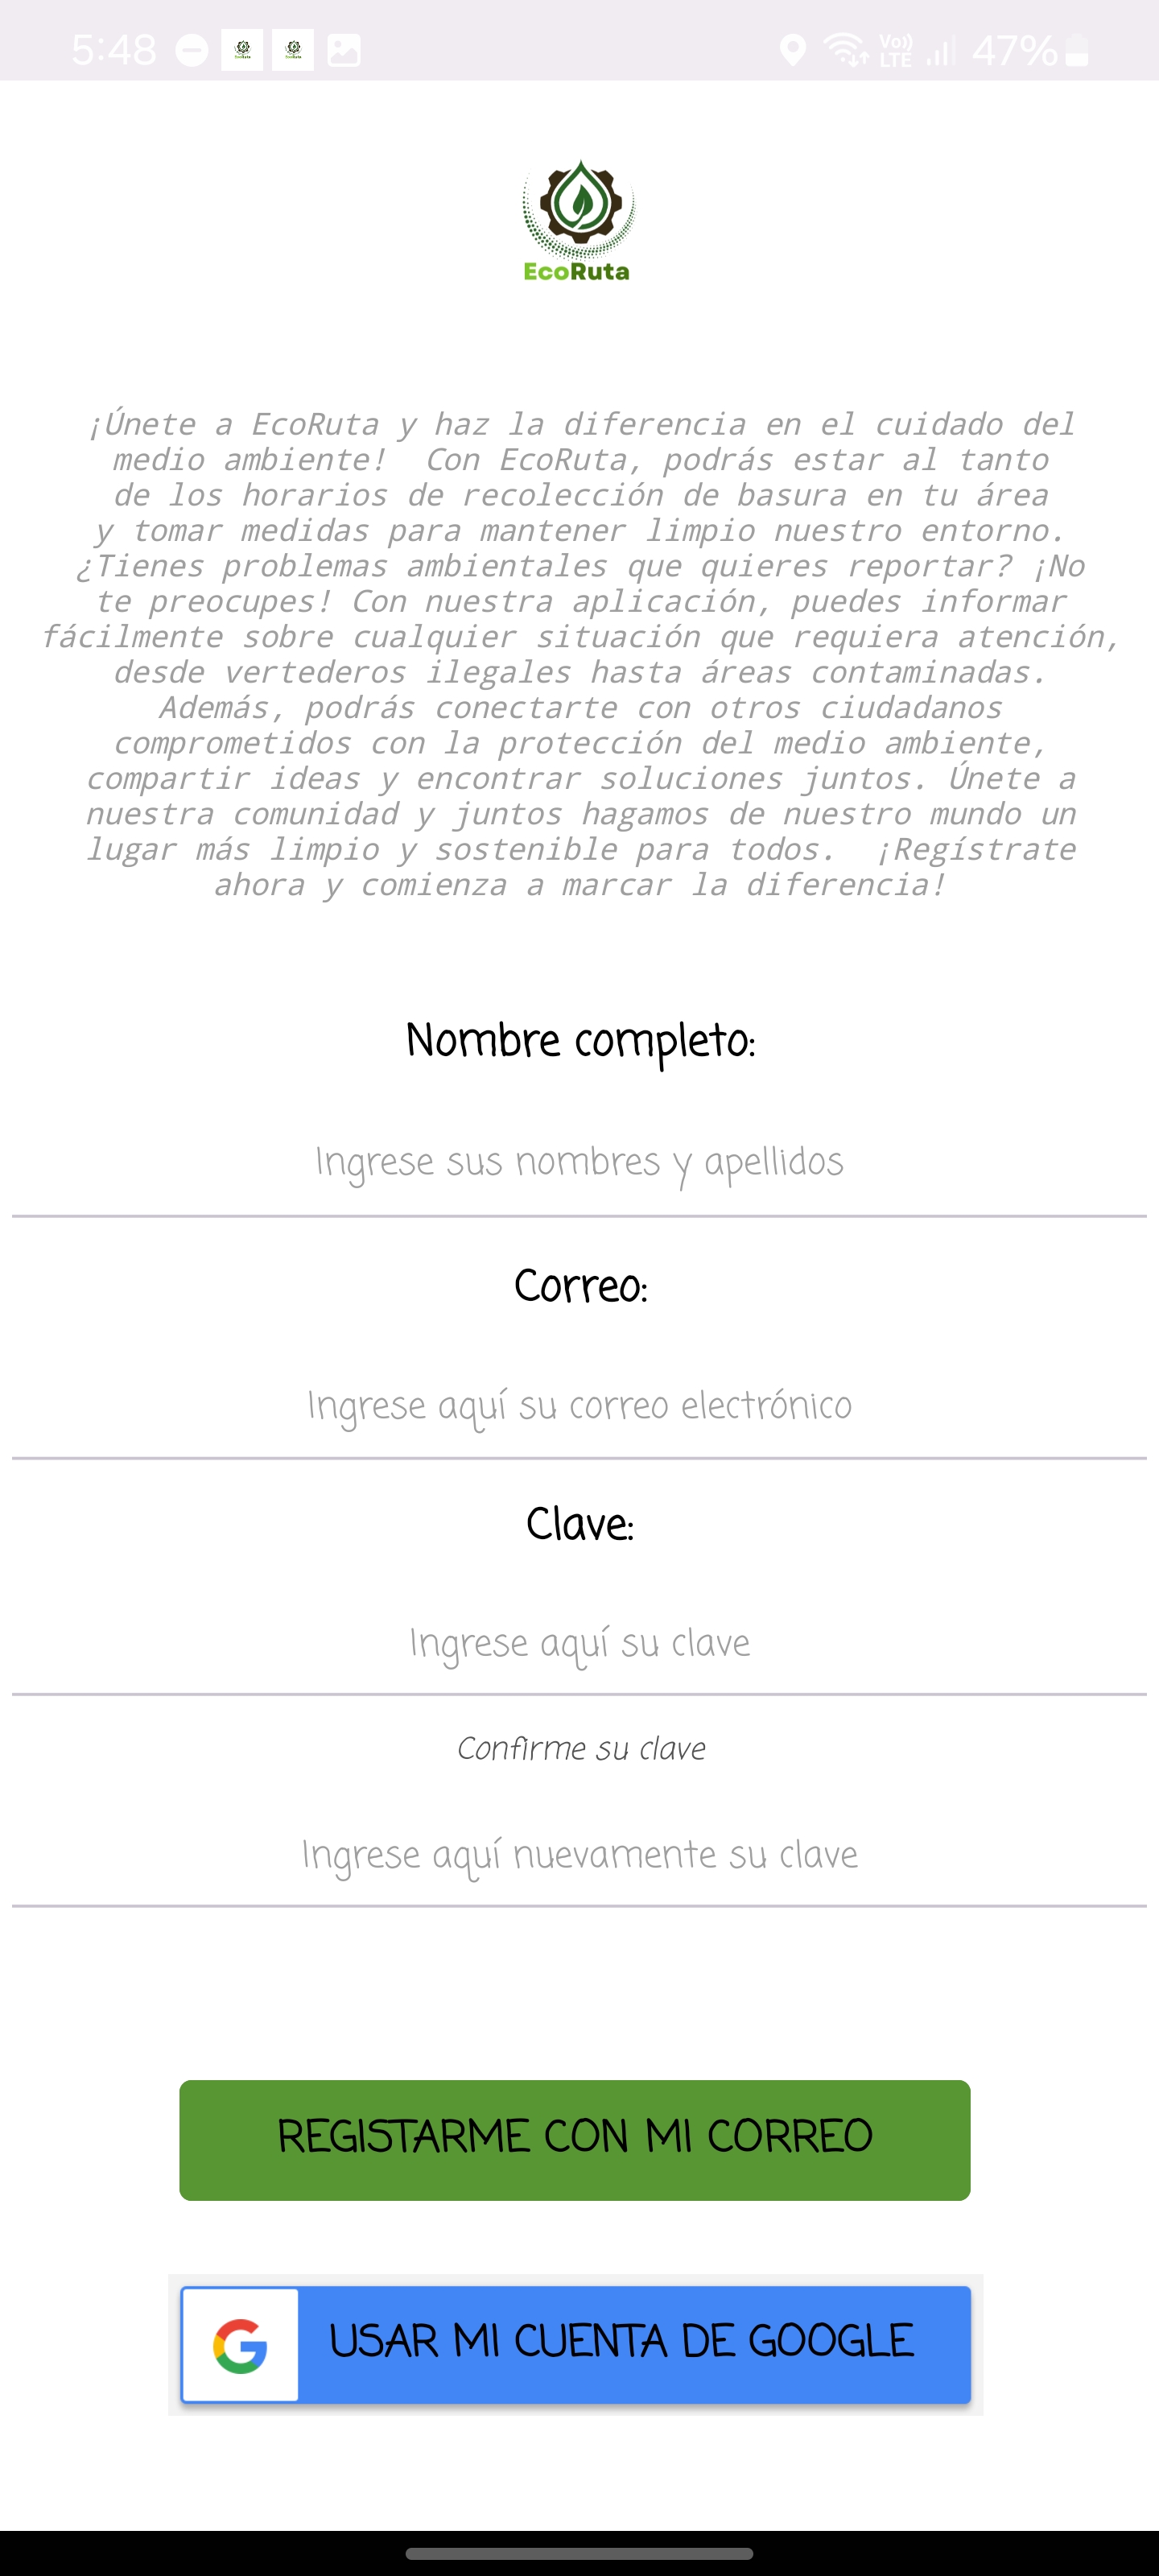 5:48
Vo))
LTE
47%
EcoRuta
¡Únete a EcoRuta y haz la diferencia en el cuidado del
medio ambiente!  Con EcoRuta, podrás estar al tanto
de los horarios de recolección de basura en tu área
y tomar medidas para mantener limpio nuestro entorno.
¿Tienes problemas ambientales que quieres reportar? ¡No
te preocupes! Con nuestra aplicación, puedes informar
fácilmente sobre cualquier situación que requiera atención,
desde vertederos ilegales hasta áreas contaminadas.
Además, podrás conectarte con otros ciudadanos
comprometidos con la protección del medio ambiente,
compartir ideas y encontrar soluciones juntos. Únete a
nuestra comunidad y juntos hagamos de nuestro mundo un
lugar más limpio y sostenible para todos.  ¡Regístrate
ahora y comienza a marcar la diferencia!
Nombre completo:
Ingrese sus nombres y apellidos
Correo:
Ingrese aquí su correo electrónico
Clave:
Ingrese aquí su clave
Confirme su clave
Ingrese aquí nuevamente su clave
REGISTARME CON MI CORREO
G
USAR MI CUENTA DE GOOGLE